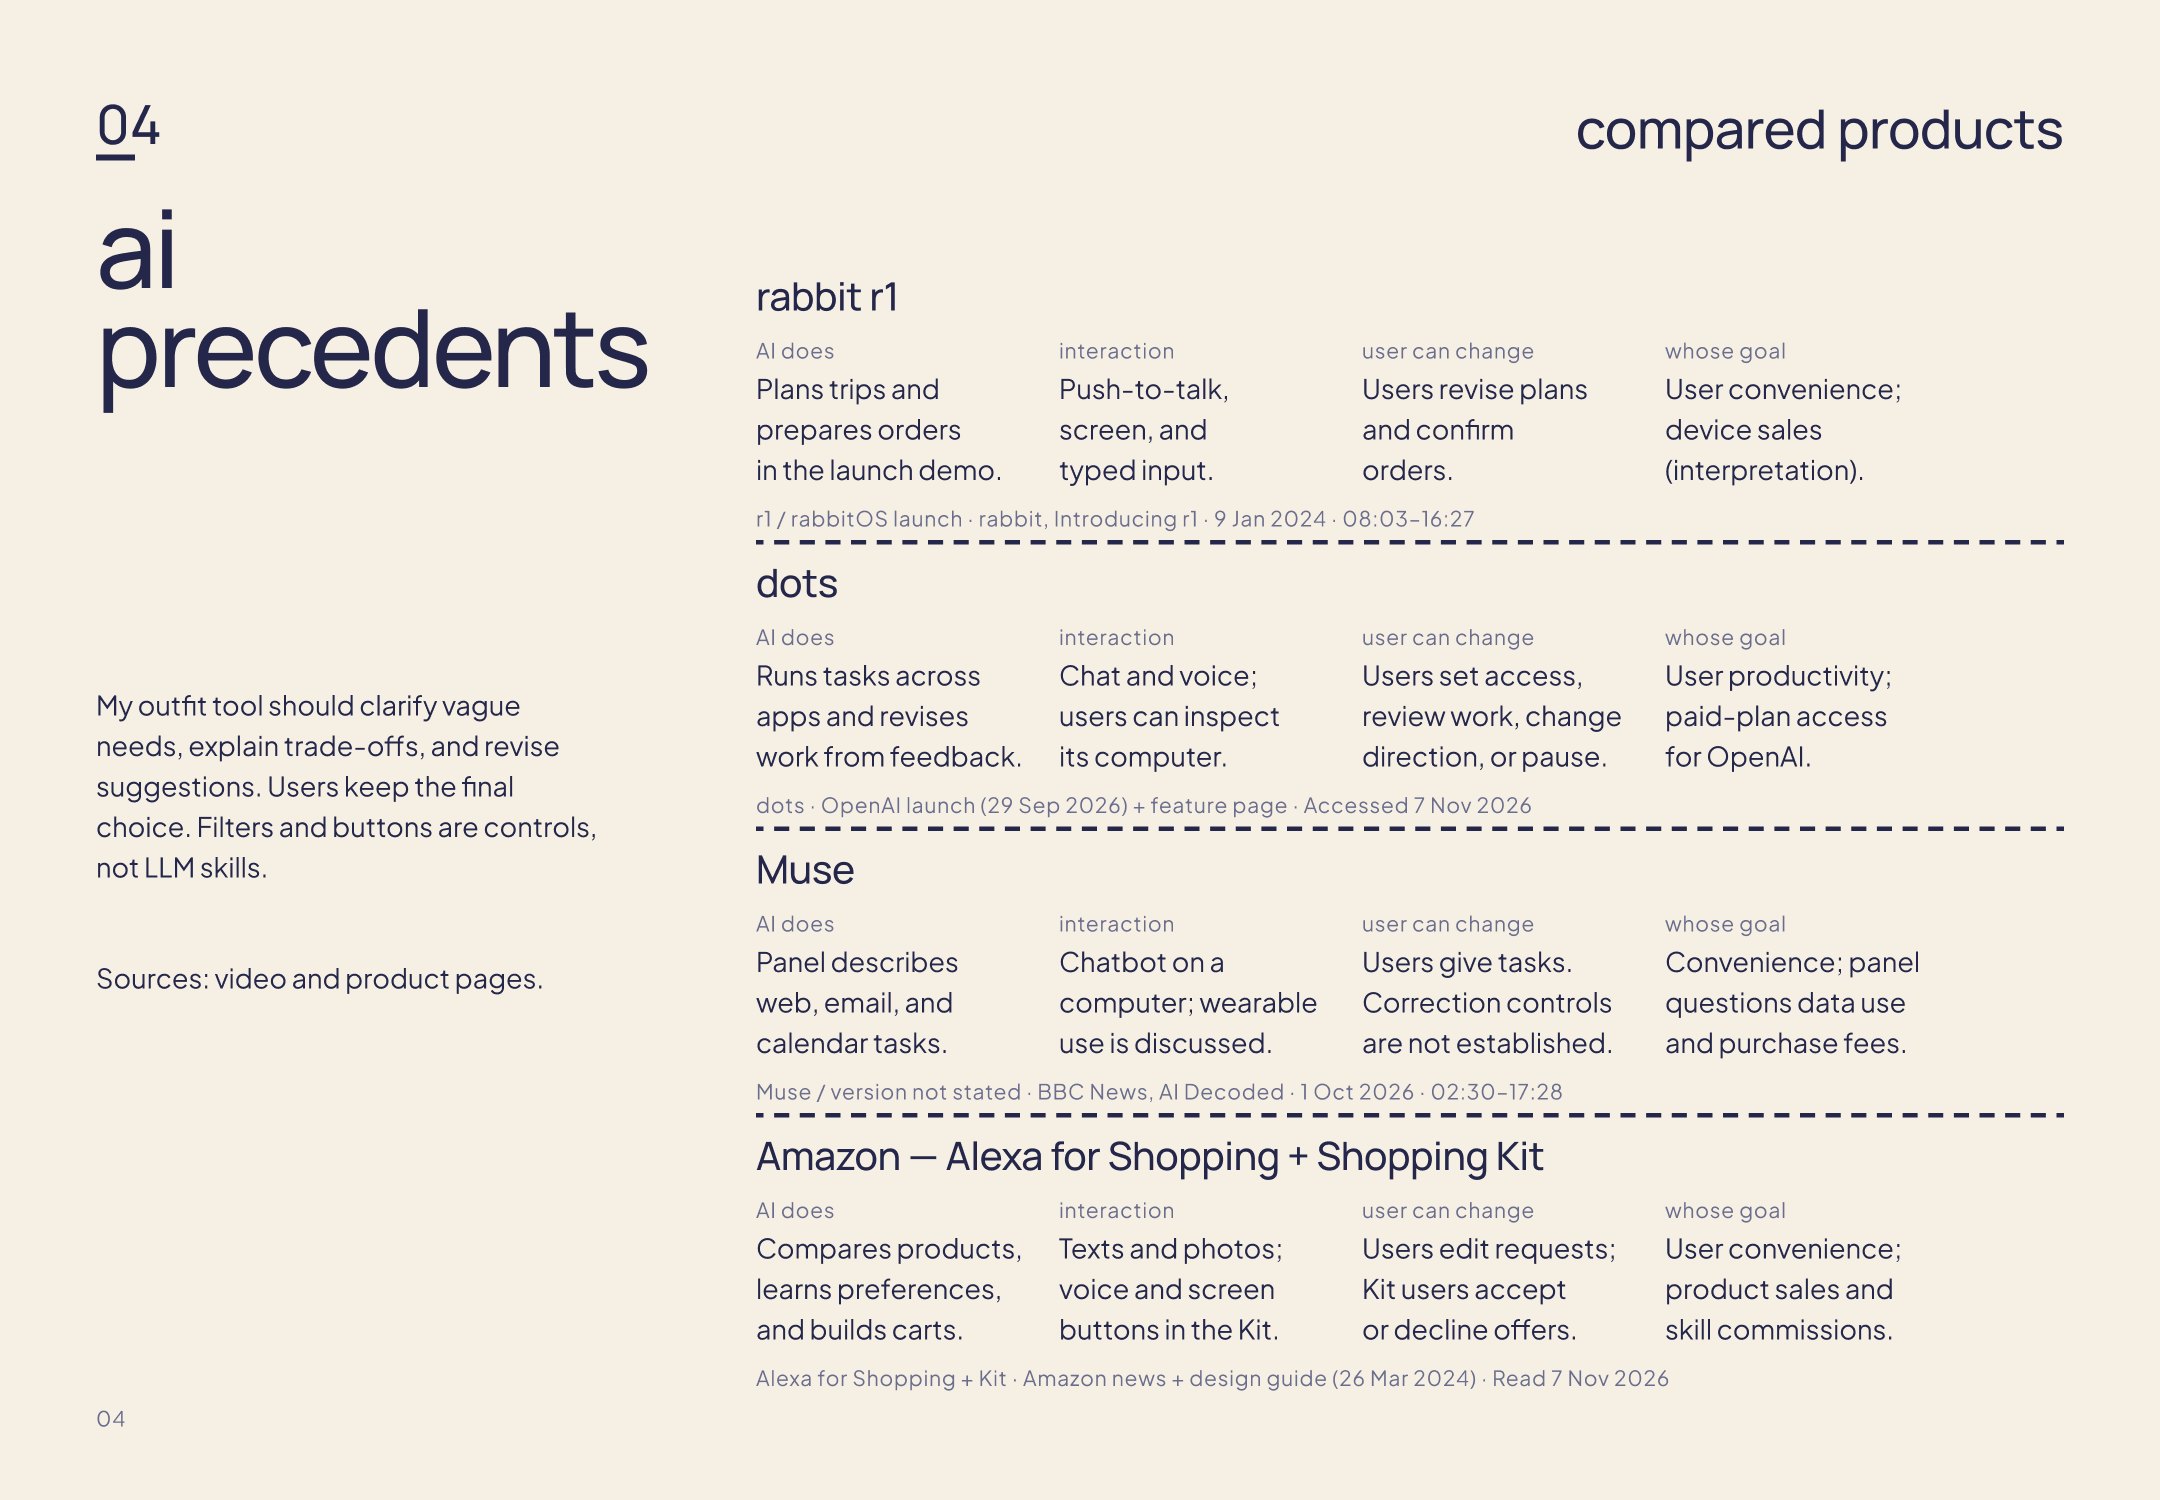 04
compared products
ai
precedents
My outfit tool should clarify vague
needs, explain trade-offs, and revise
suggestions. Users keep the final
choice. Filters and buttons are controls,
not LLM skills.
Sources: video and product pages.
rabbit r1
AI does
Plans trips and
prepares orders
in the launch demo.
interaction
Push-to-talk,
screen, and
typed input.
user can change
Users revise plans
and confirm
orders.
whose goal
User convenience;
device sales
(interpretation).
r1 / rabbitOS launch · rabbit, Introducing r1 · 9 Jan 2024 · 08:03–16:27
dots
AI does
Runs tasks across
apps and revises
work from feedback.
interaction
Chat and voice;
users can inspect
its computer.
user can change
Users set access,
review work, change
direction, or pause.
whose goal
User productivity;
paid-plan access
for OpenAI.
dots · OpenAI launch (29 Sep 2026) + feature page · Accessed 7 Nov 2026
Muse
AI does
Panel describes
web, email, and
calendar tasks.
interaction
Chatbot on a
computer; wearable
use is discussed.
user can change
Users give tasks.
Correction controls
are not established.
whose goal
Convenience; panel
questions data use
and purchase fees.
Muse / version not stated · BBC News, AI Decoded · 1 Oct 2026 · 02:30–17:28
Amazon — Alexa for Shopping + Shopping Kit
AI does
Compares products,
learns preferences,
and builds carts.
interaction
Texts and photos;
voice and screen
buttons in the Kit.
user can change
Users edit requests;
Kit users accept
or decline offers.
whose goal
User convenience;
product sales and
skill commissions.
Alexa for Shopping + Kit · Amazon news + design guide (26 Mar 2024) · Read 7 Nov 2026
04